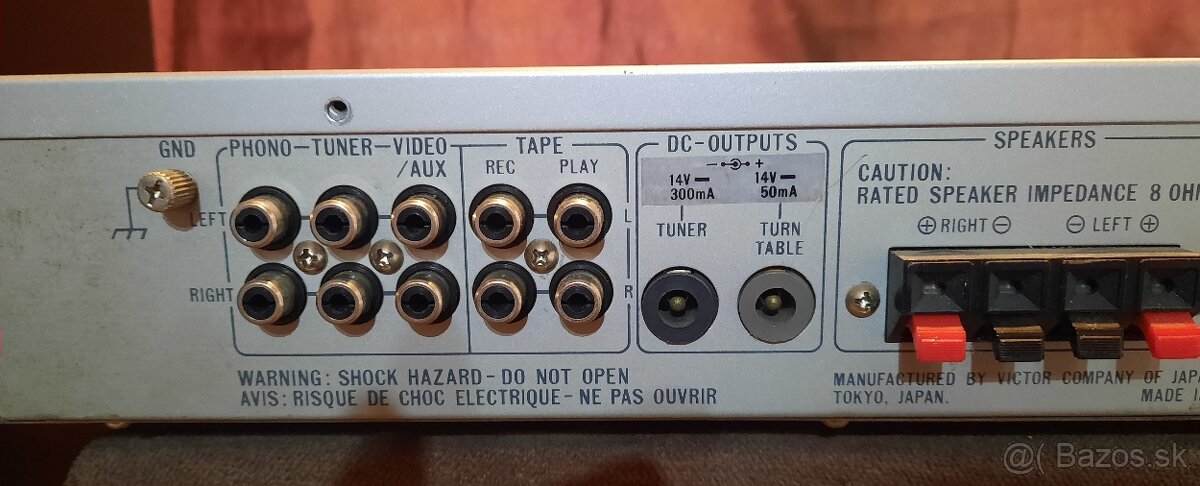 GND
PHONO—TUNER—VIDEO
/AUX
TAPE
REC PLAY
LEFT
L
RIGHT
R
DC-OUTPUTS
− +
14V 14V
300mA 50mA
TUNER TURN
TABLE
SPEAKERS
CAUTION:
RATED SPEAKER IMPEDANCE 8 OH
⊕ RIGHT ⊖ ⊖ LEFT ⊕
WARNING: SHOCK HAZARD-DO NOT OPEN
AVIS: RISQUE DE CHOC ELECTRIQUE-NE PAS OUVRIR
MANUFACTURED BY VICTOR COMPANY OF JAP
TOKYO, JAPAN. MADE I
@( Bazos.sk